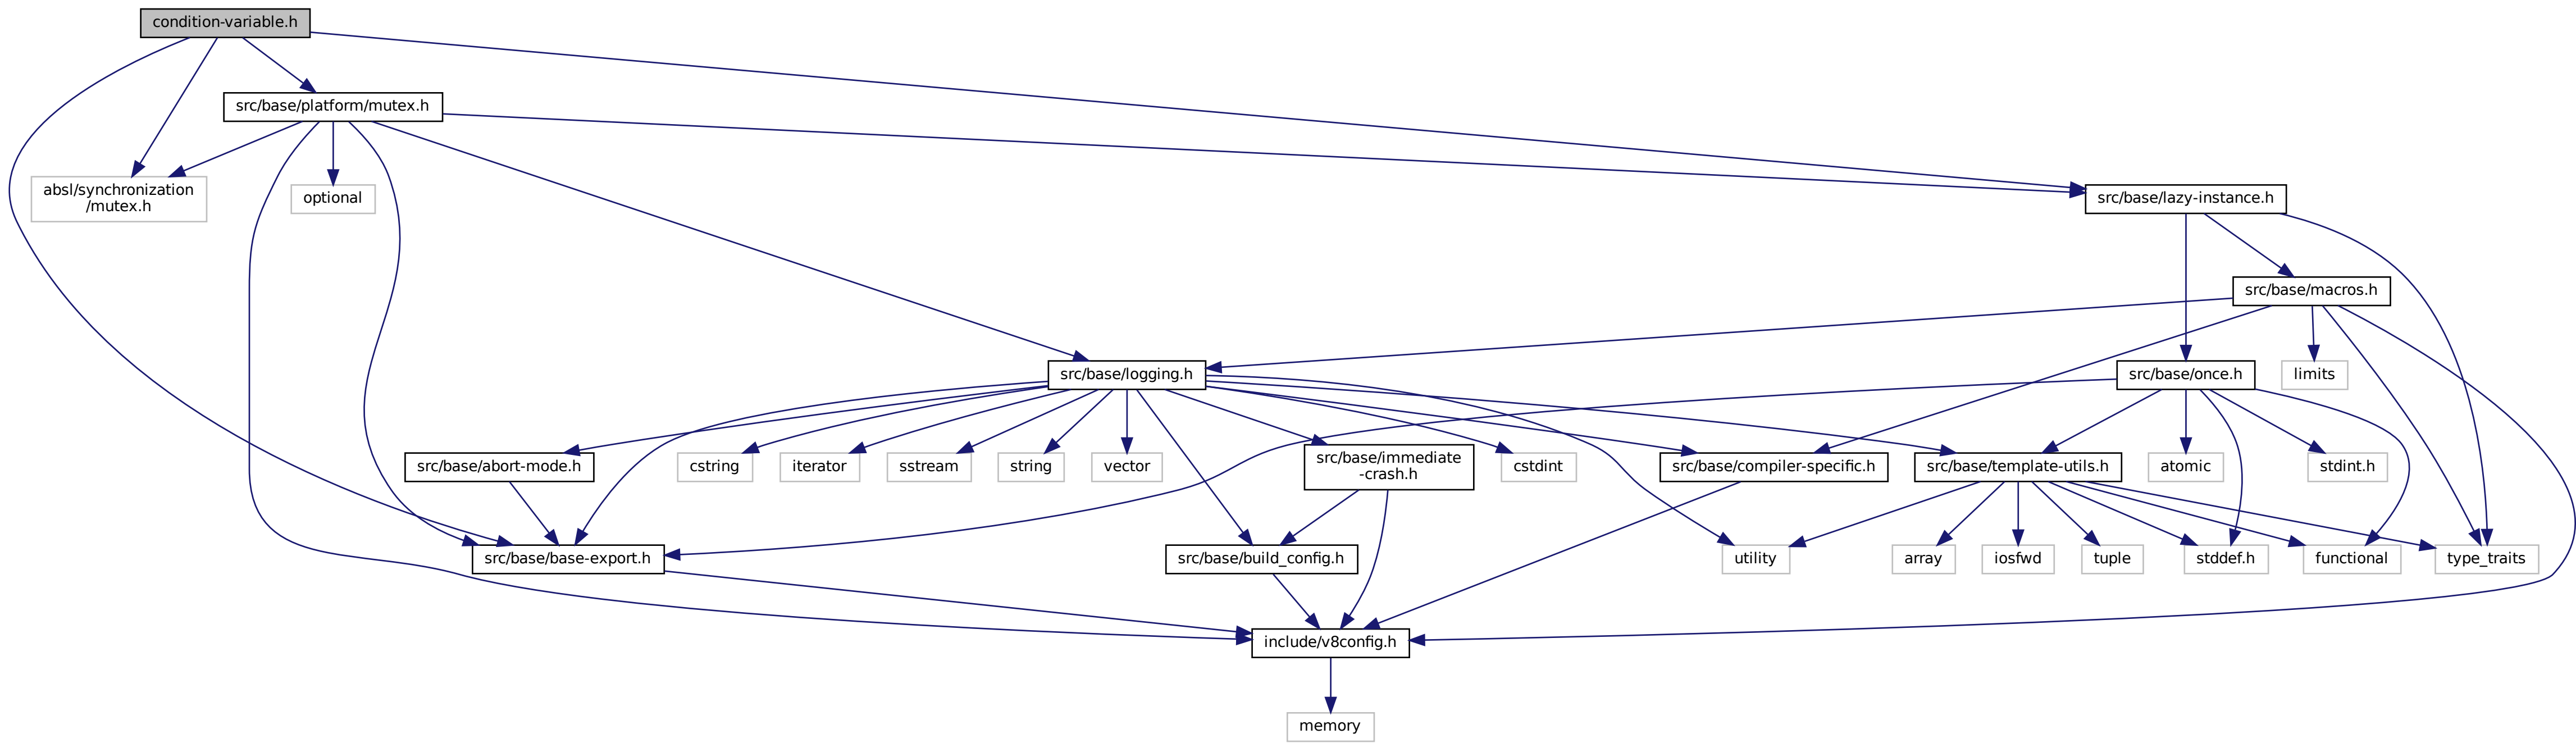 condition-variable.h
src/base/platform/mutex.h
absl/synchronization
/mutex.h
optional
src/base/lazy-instance.h
src/base/macros.h
src/base/logging.h
src/base/once.h
limits
src/base/abort-mode.h
cstring
iterator
sstream
string
vector
src/base/immediate
-crash.h
cstdint
src/base/compiler-specific.h
src/base/template-utils.h
atomic
stdint.h
src/base/base-export.h
src/base/build_config.h
utility
array
iosfwd
tuple
stddef.h
functional
type_traits
include/v8config.h
memory